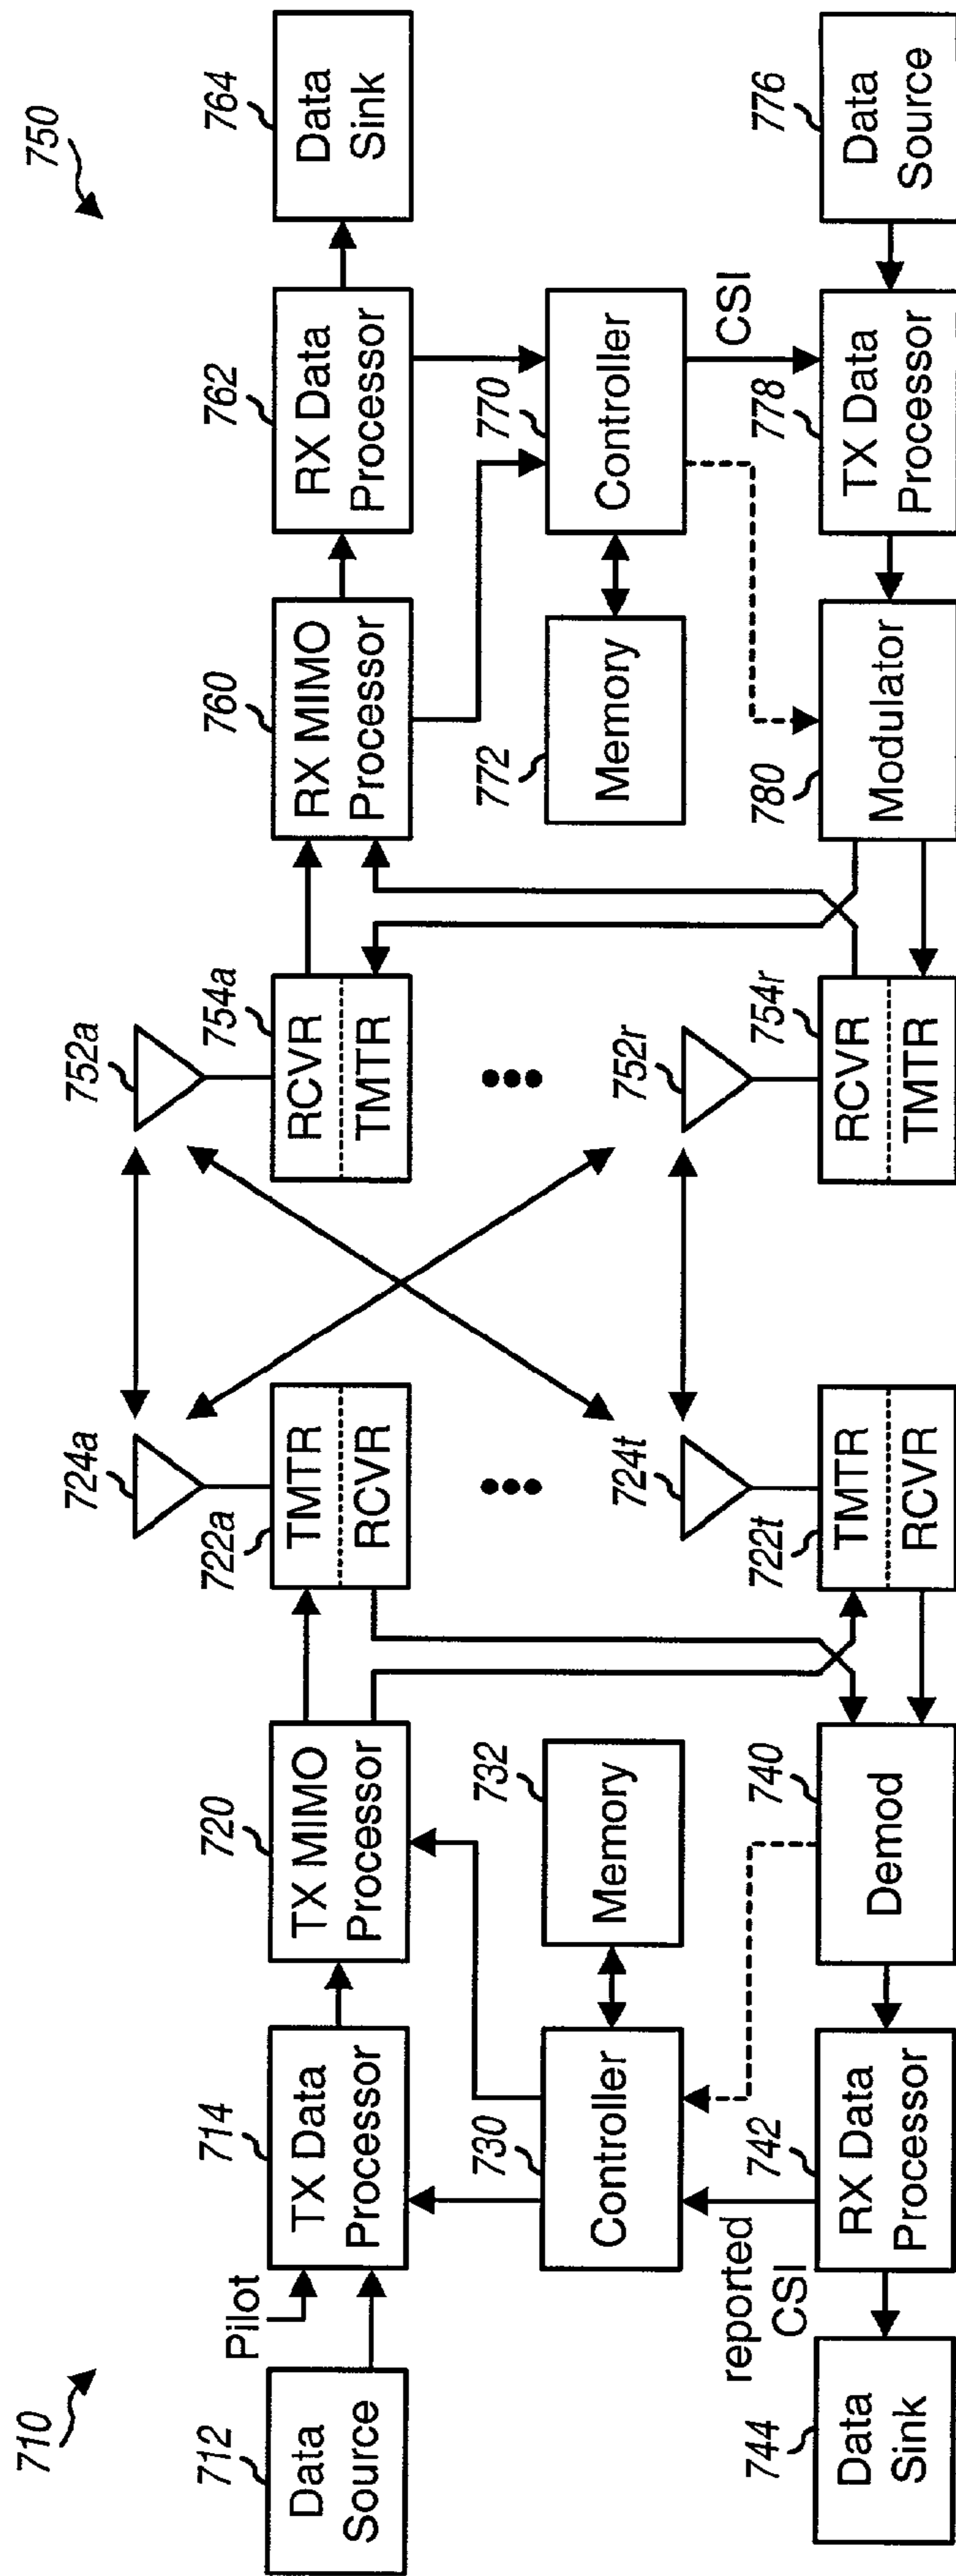 710
750
712
Data
Source
Pilot
714
TX Data
Processor
720
TX MIMO
Processor
722a
TMTR
RCVR
724a
752a
754a
RCVR
TMTR
760
RX MIMO
Processor
762
RX Data
Processor
764
Data
Sink
730
Controller
732
Memory
772
Memory
770
Controller
CSI
reported
CSI
744
Data
Sink
742
RX Data
Processor
740
Demod
722t
TMTR
RCVR
724t
752r
754r
RCVR
TMTR
780
Modulator
778
TX Data
Processor
776
Data
Source